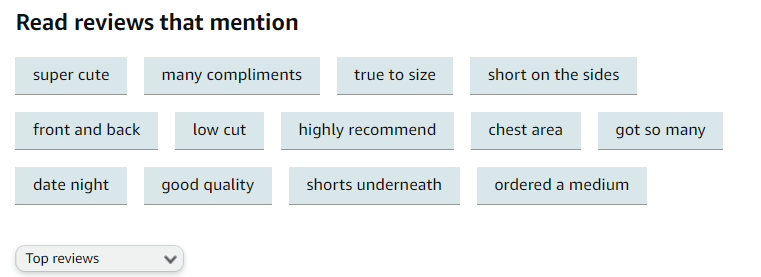 Read reviews that mention
super cute many compliments true to size short on the sides
front and back low cut highly recommend chest area got so many
date night good quality shorts underneath ordered a medium
Top reviews